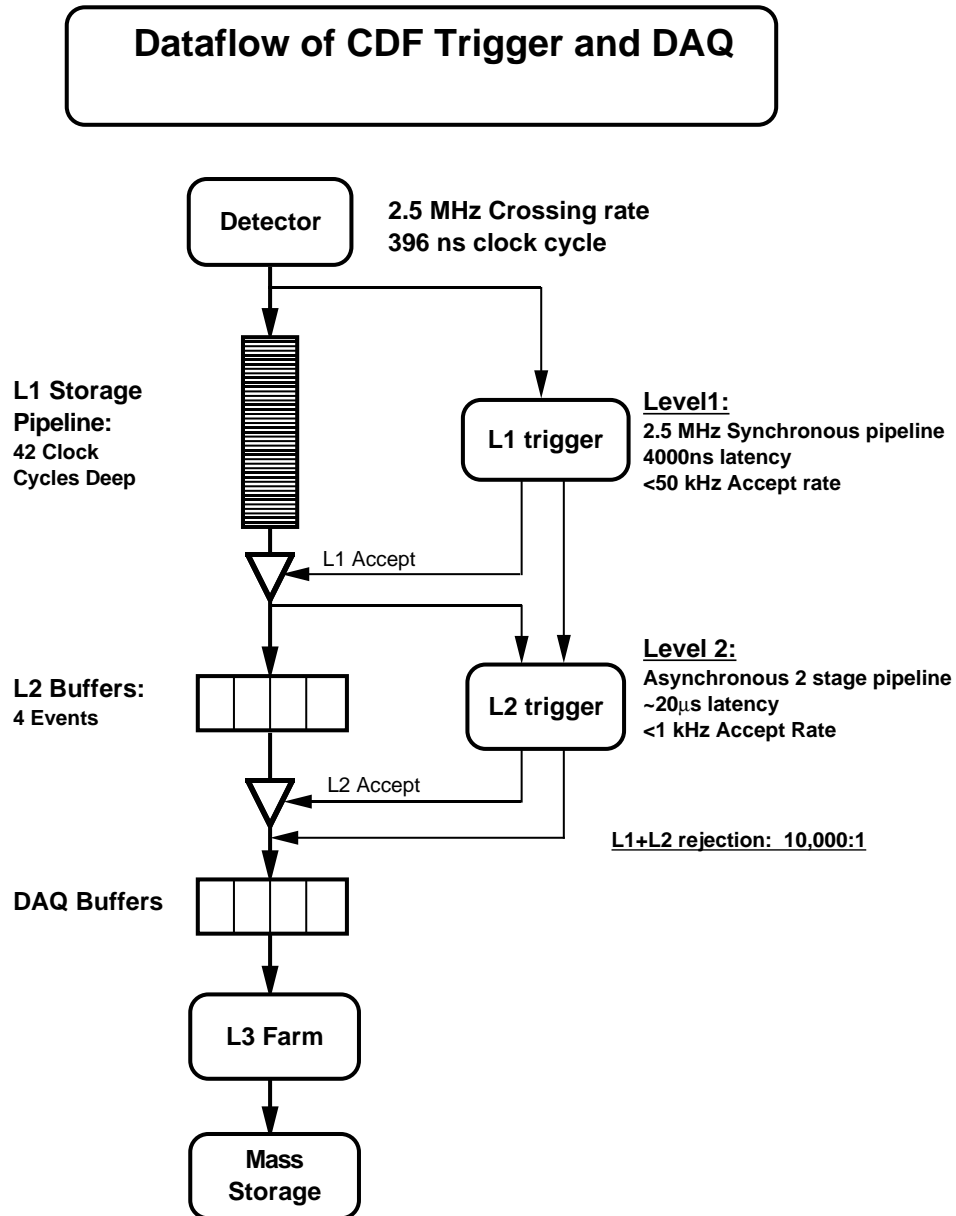 Dataflow of CDF Trigger and DAQ
Detector
2.5 MHz Crossing rate
396 ns clock cycle
L1 Storage
Pipeline:
42 Clock
Cycles Deep
L1 trigger
Level1:
2.5 MHz Synchronous pipeline
4000ns latency
<50 kHz Accept rate
L1 Accept
L2 Buffers:
4 Events
L2 trigger
Level 2:
Asynchronous 2 stage pipeline
~20μs latency
<1 kHz Accept Rate
L2 Accept
L1+L2 rejection: 10,000:1
DAQ Buffers
L3 Farm
Mass
Storage